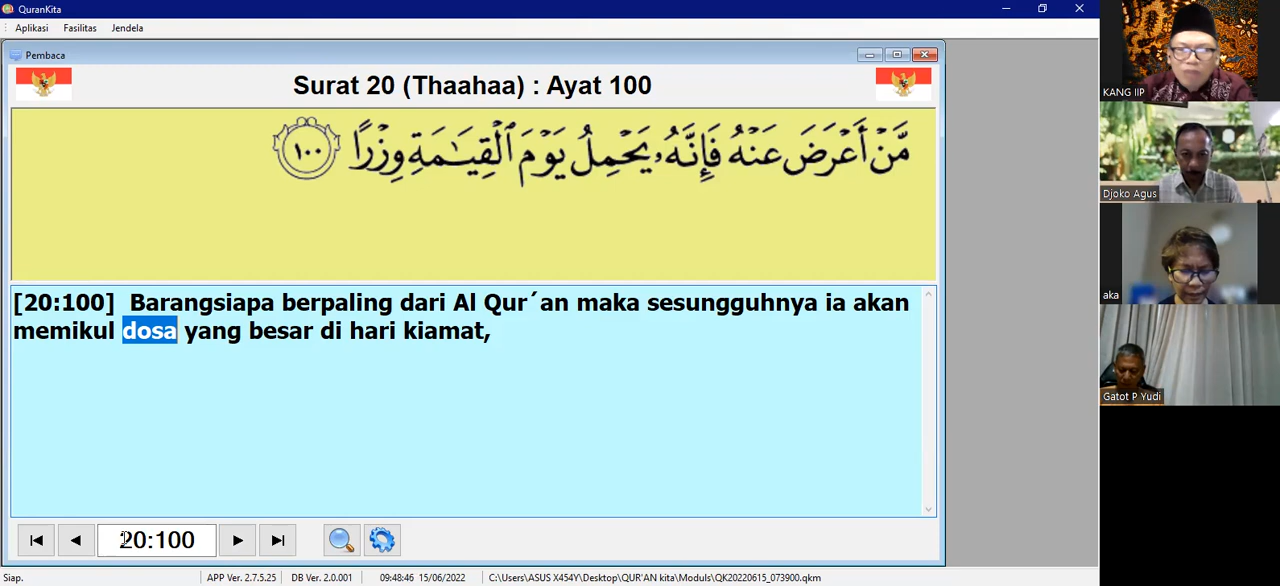 QuranKita
Aplikasi Fasilitas Jendela
Pembaca
Surat 20 (Thaahaa) : Ayat 100
مَّنْ أَعْرَضَ عَنْهُ فَإِنَّهُۥ يَحْمِلُ يَوْمَ ٱلْقِيَـٰمَةِ وِزْرًا ١٠٠
[20:100] Barangsiapa berpaling dari Al Qur´an maka sesungguhnya ia akan
memikul dosa yang besar di hari kiamat,
20:100
Siap. APP Ver. 2.7.5.25 DB Ver. 2.0.001 09:48:46 15/06/2022 C:\Users\ASUS X454Y\Desktop\QUR'AN kita\Moduls\QK20220615_073900.qkm
KANG IIP
Djoko Agus
aka
Gatot P Yudi